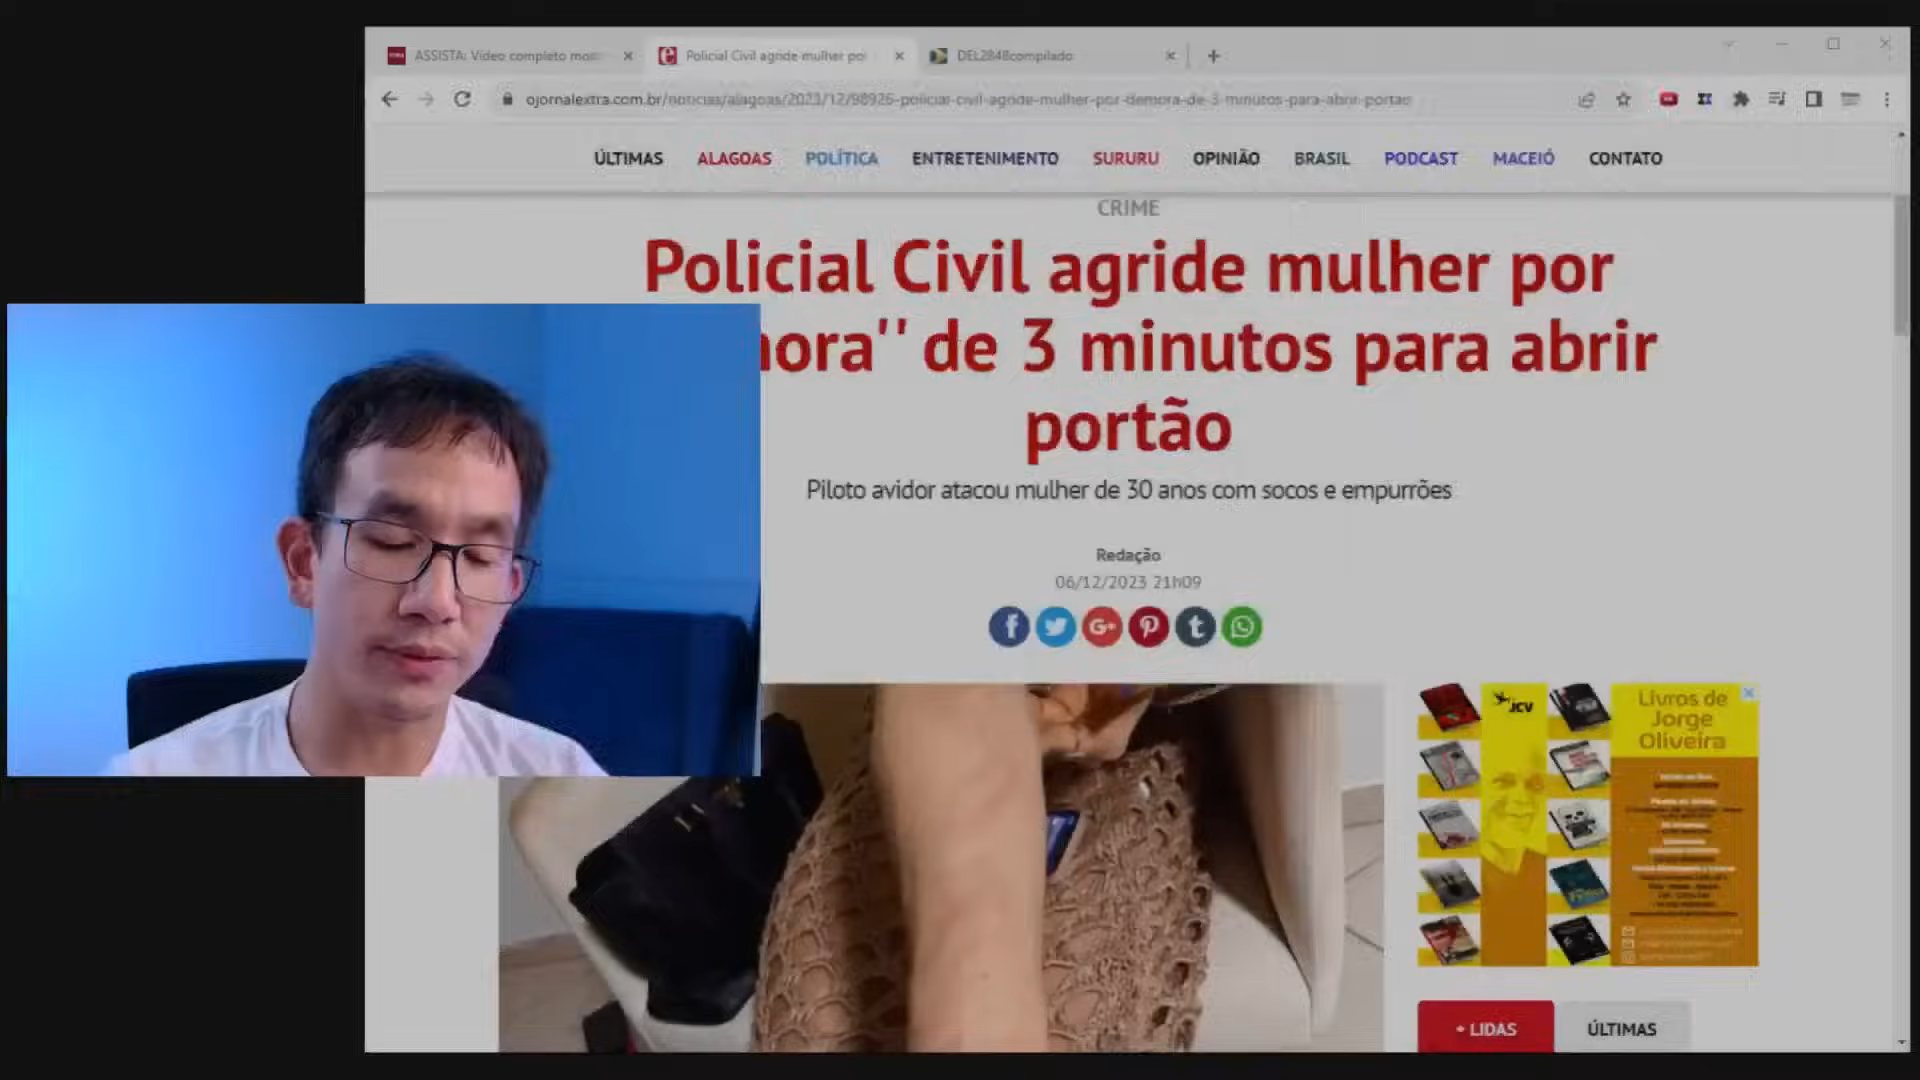 ASSISTA: Vídeo completo most
Policial Civil agride mulher por
DEL2848compilado
ojornalextra.com.br/noticias/alagoas/2023/12/98926-policial-civil-agride-mulher-por-demora-de-3-minutos-para-abrir-portao
ÚLTIMAS ALAGOAS POLÍTICA ENTRETENIMENTO SURURU OPINIÃO BRASIL PODCAST MACEIÓ CONTATO
CRIME
Policial Civil agride mulher por
nora'' de 3 minutos para abrir
portão
Piloto avidor atacou mulher de 30 anos com socos e empurrões
Redação
06/12/2023 21h09
JCV
Livros de
Jorge
Oliveira
+ LIDAS
ÚLTIMAS